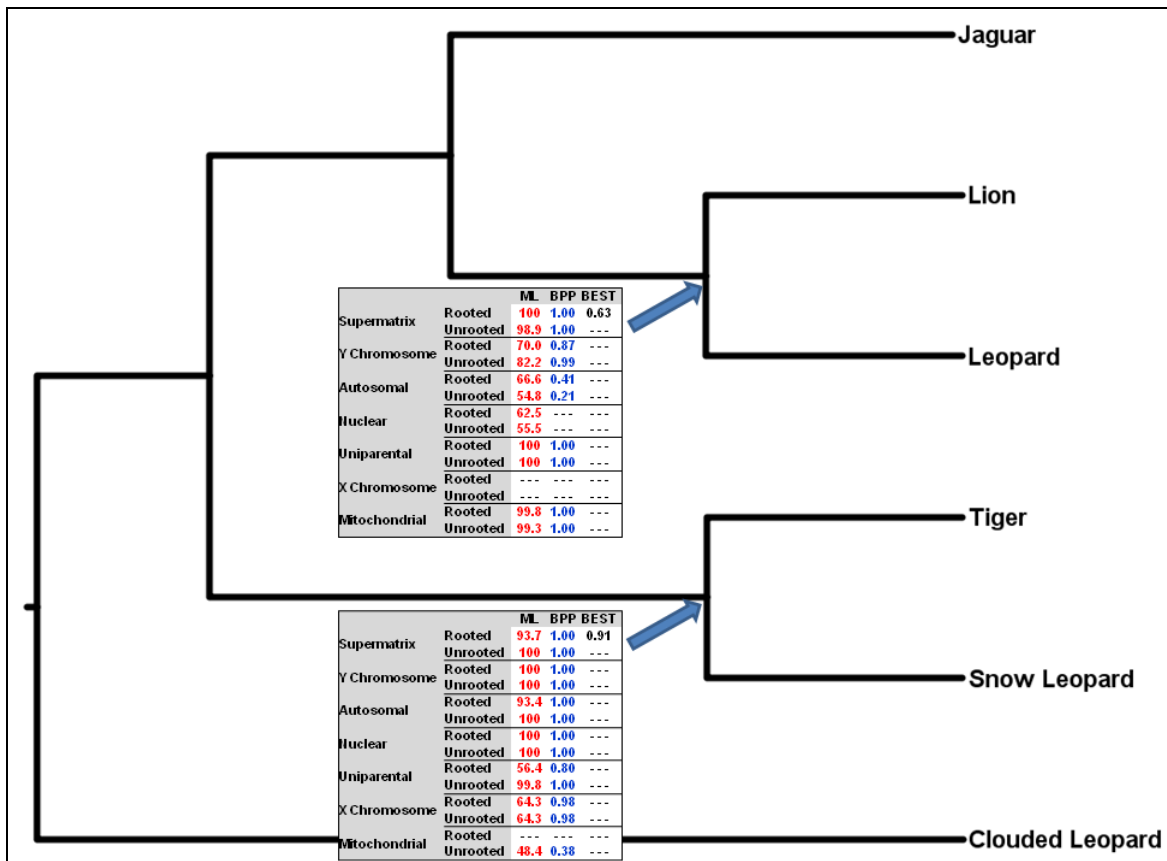 Jaguar
Lion
ML BPP BEST
Supermatrix Rooted 100 1.00 0.63
Unrooted 98.9 1.00 ---
Y Chromosome Rooted 70.0 0.87 ---
Unrooted 82.2 0.99 ---
Autosomal Rooted 66.6 0.41 ---
Unrooted 54.8 0.21 ---
Nuclear Rooted 62.5 --- ---
Unrooted 55.5 --- ---
Uniparental Rooted 100 1.00 ---
Unrooted 100 1.00 ---
X Chromosome Rooted --- --- ---
Unrooted --- --- ---
Mitochondrial Rooted 99.8 1.00 ---
Unrooted 99.3 1.00 ---
Leopard
Tiger
ML BPP BEST
Supermatrix Rooted 93.7 1.00 0.91
Unrooted 100 1.00 ---
Y Chromosome Rooted 100 1.00 ---
Unrooted 100 1.00 ---
Autosomal Rooted 93.4 1.00 ---
Unrooted 100 1.00 ---
Nuclear Rooted 100 1.00 ---
Unrooted 100 1.00 ---
Uniparental Rooted 56.4 0.80 ---
Unrooted 99.8 1.00 ---
X Chromosome Rooted 64.3 0.98 ---
Unrooted 64.3 0.98 ---
Mitochondrial Rooted --- --- ---
Unrooted 48.4 0.38 ---
Snow Leopard
Clouded Leopard